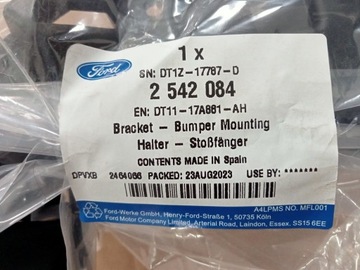 1 x
Ford
SN: DT1Z-17787-D
2 542 084
EN: DT11-17A881-AH
Bracket - Bumper Mounting
Halter - Stoßfänger
CONTENTS MADE IN Spain
DPVXB 2464066 PACKED: 23AUG2023 USE BY: *******
A4LPMS NO. MFL001
Ford-Werke GmbH, Henry-Ford-Straße 1, 50735 Köln
Ford Motor Company Limited, Arterial Road, Laindon, Essex, SS15 6EE